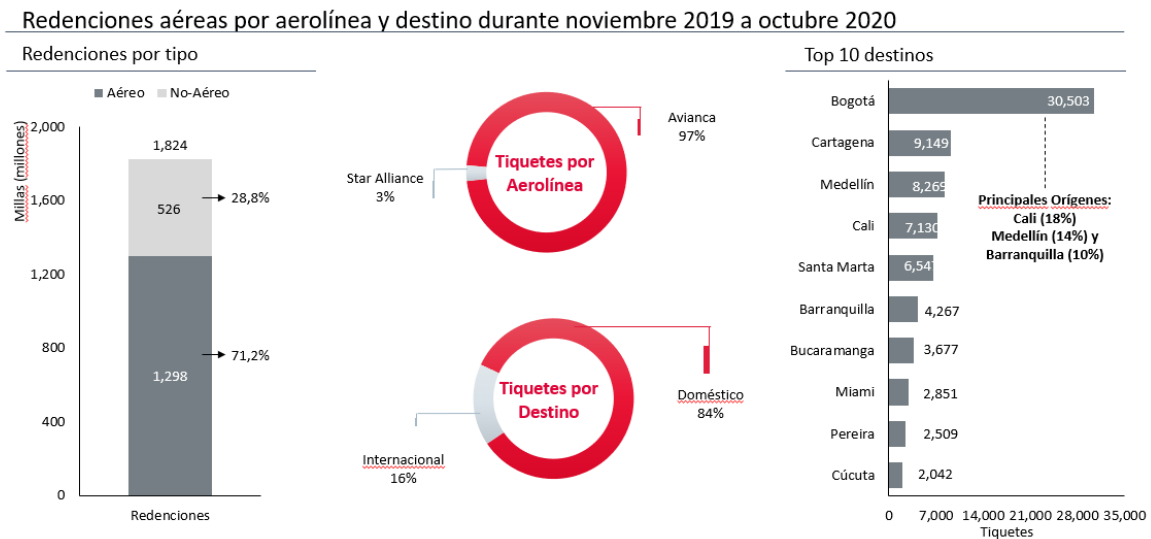 Redenciones aéreas por aerolínea y destino durante noviembre 2019 a octubre 2020
Redenciones por tipo
Aéreo
No-Aéreo
Millas (millones)
2,000
1,600
1,200
800
400
0
1,824
526
28,8%
1,298
71,2%
Redenciones
Tiquetes por
Aerolínea
Avianca
97%
Star Alliance
3%
Tiquetes por
Destino
Doméstico
84%
Internacional
16%
Top 10 destinos
Bogotá
30,503
Cartagena
9,149
Medellín
8,269
Cali
7,130
Santa Marta
6,547
Barranquilla
4,267
Bucaramanga
3,677
Miami
2,851
Pereira
2,509
Cúcuta
2,042
Principales Orígenes:
Cali (18%)
Medellín (14%) y
Barranquilla (10%)
0 7,000 14,000 21,000 28,000 35,000
Tiquetes